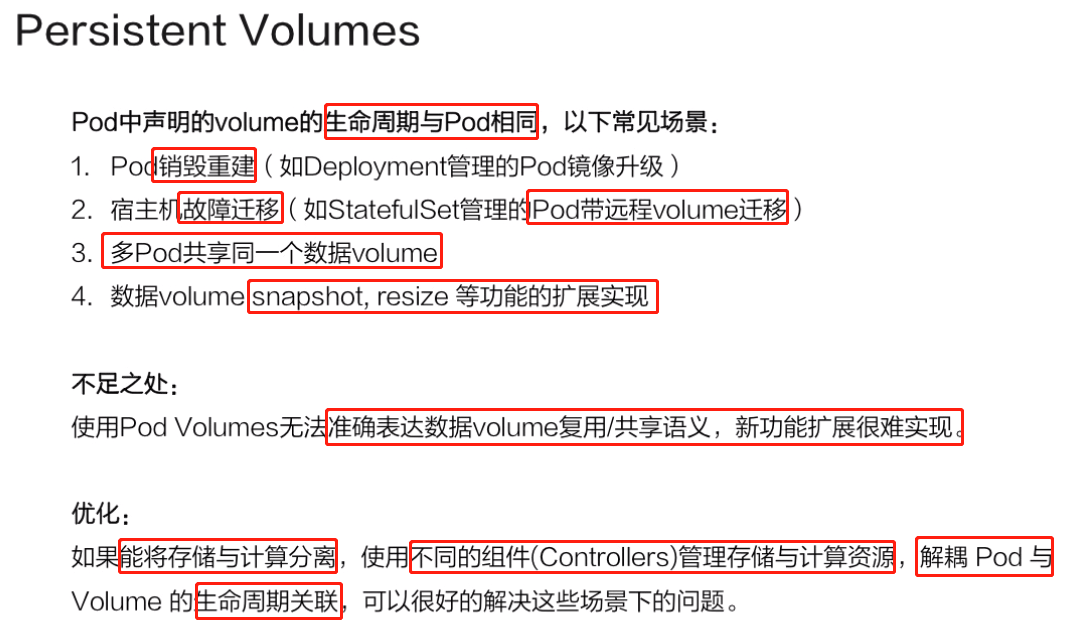 Persistent Volumes
Pod中声明的volume的生命周期与Pod相同，以下常见场景：
1. Pod销毁重建（如Deployment管理的Pod镜像升级）
2. 宿主机故障迁移（如StatefulSet管理的Pod带远程volume迁移）
3. 多Pod共享同一个数据volume
4. 数据volume snapshot, resize 等功能的扩展实现
不足之处：
使用Pod Volumes无法准确表达数据volume复用/共享语义，新功能扩展很难实现。
优化：
如果能将存储与计算分离，使用不同的组件(Controllers)管理存储与计算资源，解耦 Pod 与
Volume 的生命周期关联，可以很好的解决这些场景下的问题。